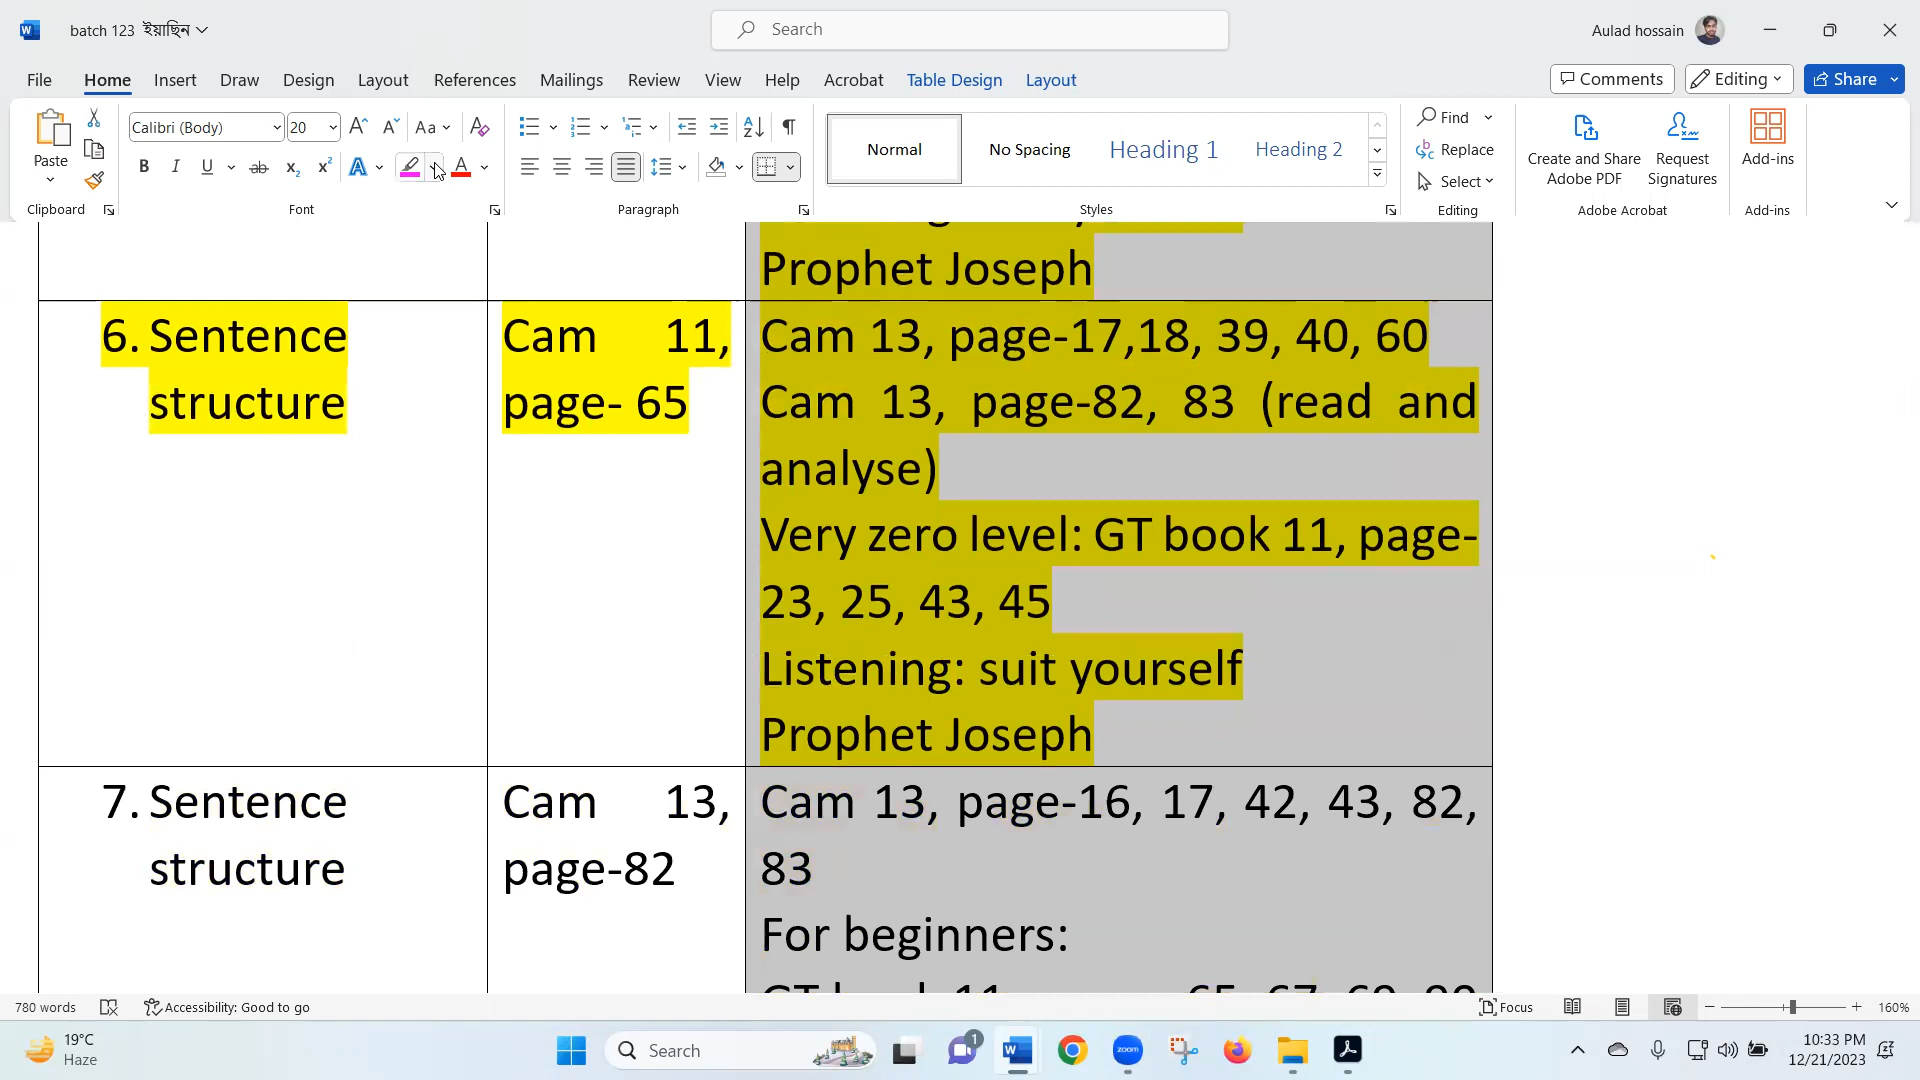 batch 123 ইয়াছিন
Search
Aulad hossain
File Home Insert Draw Design Layout References Mailings Review View Help Acrobat Table Design Layout
Comments Editing Share
Paste
Calibri (Body) 20
Aa
Normal
No Spacing
Heading 1
Heading 2
Find
Replace
Select
Create and Share Adobe PDF
Request Signatures
Add-ins
Clipboard Font Paragraph Styles Editing Adobe Acrobat Add-ins
Prophet Joseph
6. Sentence structure
Cam 11, page- 65
Cam 13, page-17,18, 39, 40, 60
Cam 13, page-82, 83 (read and
analyse)
Very zero level: GT book 11, page-
23, 25, 43, 45
Listening: suit yourself
Prophet Joseph
7. Sentence structure
Cam 13, page-82
Cam 13, page-16, 17, 42, 43, 82,
83
For beginners:
780 words
Accessibility: Good to go
Focus
160%
19°C
Haze
Search
1
zoom
10:33 PM
12/21/2023